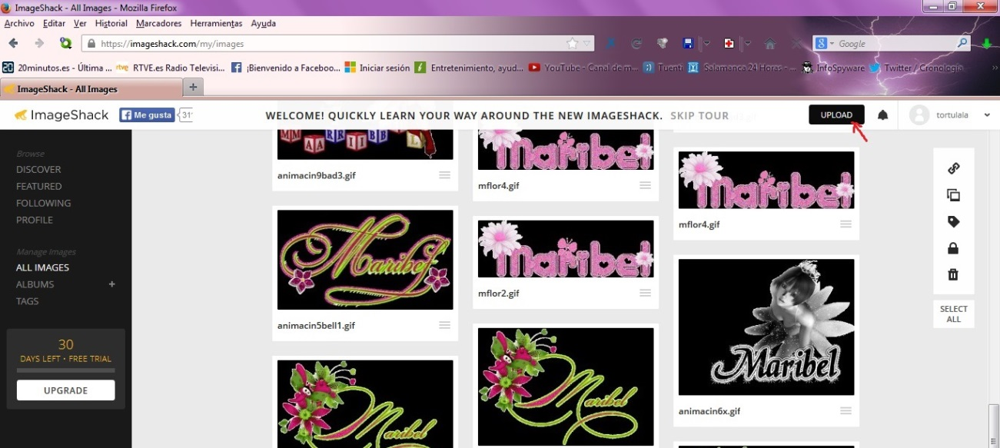 ImageShack - All Images - Mozilla Firefox
Archivo Editar Ver Historial Marcadores Herramientas Ayuda
https://imageshack.com/my/images
Google
20minutos.es - Última ... RTVE.es Radio Televisi... ¡Bienvenido a Faceboo... Iniciar sesión Entretenimiento, ayud... YouTube - Canal de m... Tuenti Salamanca 24 Horas - ... InfoSpyware Twitter / Cronología
ImageShack - All Images
ImageShack Me gusta 31 WELCOME! QUICKLY LEARN YOUR WAY AROUND THE NEW IMAGESHACK. SKIP TOUR UPLOAD tortulala
Browse
DISCOVER
FEATURED
FOLLOWING
PROFILE
Manage Images
ALL IMAGES
ALBUMS +
TAGS
30
DAYS LEFT • FREE TRIAL
UPGRADE
animacin9bad3.gif
Maribel
animacin5bell1.gif
Maribel
Maribel
mflor4.gif
Maribel
mflor2.gif
Maribel
Maribel
mflor4.gif
Maribel
animacin6x.gif
SELECT
ALL